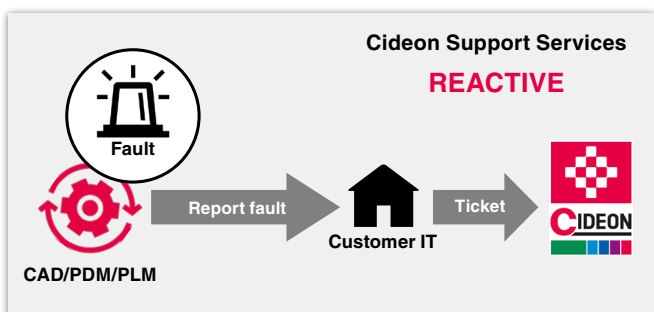 Cideon Support Services
REACTIVE
Fault
Report fault
Ticket
CIDEON
Customer IT
CAD/PDM/PLM